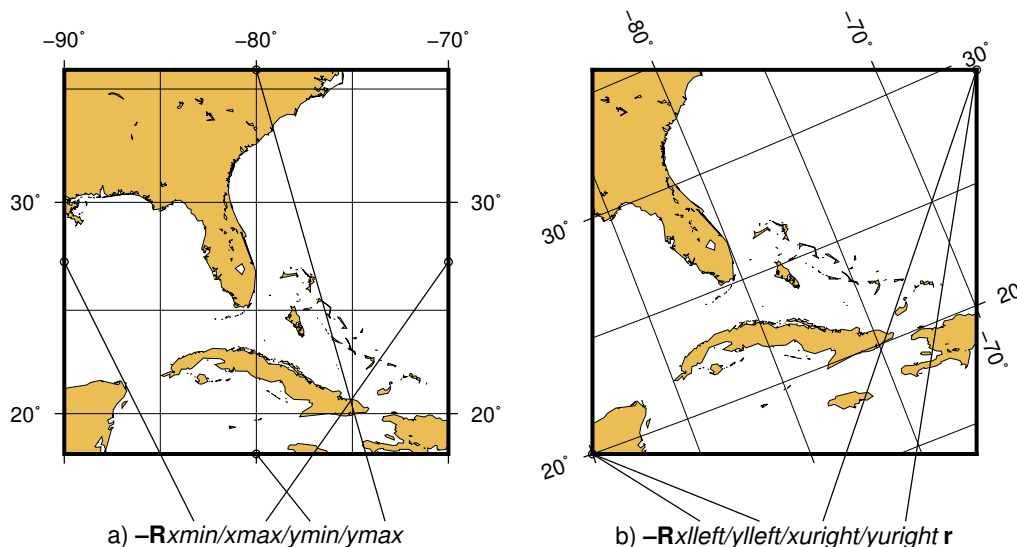 −90˚ −80˚ −70˚
30˚ 30˚
20˚ 20˚
a) −Rxmin/xmax/ymin/ymax
−80˚ −70˚ 30˚
30˚
20˚
−70˚
20˚
b) −Rxlleft/ylleft/xuright/yuright r